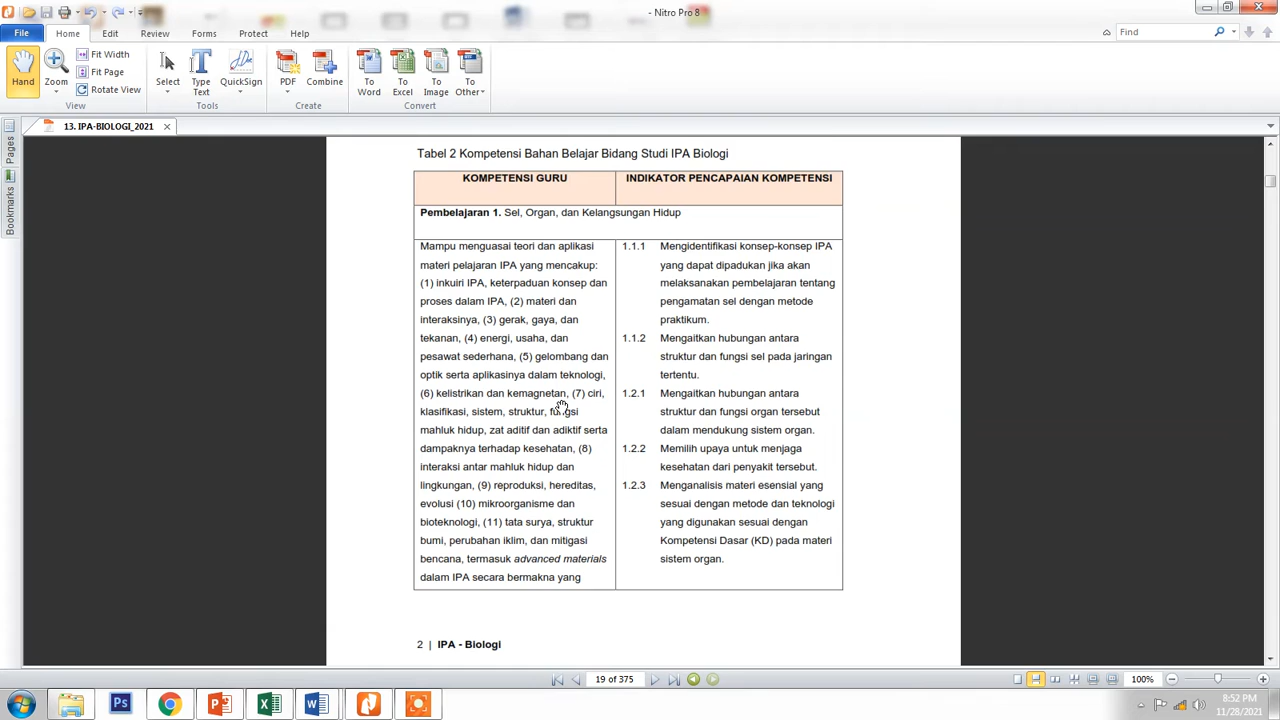 - Nitro Pro 8
File Home Edit Review Forms Protect Help
Find
Hand Zoom Fit Width Fit Page Rotate View Select Type Text QuickSign PDF Combine To Word To Excel To Image To Other
View Tools Create Convert
13. IPA-BIOLOGI_2021
Pages
Bookmarks
Tabel 2 Kompetensi Bahan Belajar Bidang Studi IPA Biologi
KOMPETENSI GURU
INDIKATOR PENCAPAIAN KOMPETENSI
Pembelajaran 1. Sel, Organ, dan Kelangsungan Hidup
Mampu menguasai teori dan aplikasi
materi pelajaran IPA yang mencakup:
(1) inkuiri IPA, keterpaduan konsep dan
proses dalam IPA, (2) materi dan
interaksinya, (3) gerak, gaya, dan
tekanan, (4) energi, usaha, dan
pesawat sederhana, (5) gelombang dan
optik serta aplikasinya dalam teknologi,
(6) kelistrikan dan kemagnetan, (7) ciri,
klasifikasi, sistem, struktur, fungsi
mahluk hidup, zat aditif dan adiktif serta
dampaknya terhadap kesehatan, (8)
interaksi antar mahluk hidup dan
lingkungan, (9) reproduksi, hereditas,
evolusi (10) mikroorganisme dan
bioteknologi, (11) tata surya, struktur
bumi, perubahan iklim, dan mitigasi
bencana, termasuk advanced materials
dalam IPA secara bermakna yang
1.1.1 Mengidentifikasi konsep-konsep IPA
yang dapat dipadukan jika akan
melaksanakan pembelajaran tentang
pengamatan sel dengan metode
praktikum.
1.1.2 Mengaitkan hubungan antara
struktur dan fungsi sel pada jaringan
tertentu.
1.2.1 Mengaitkan hubungan antara
struktur dan fungsi organ tersebut
dalam mendukung sistem organ.
1.2.2 Memilih upaya untuk menjaga
kesehatan dari penyakit tersebut.
1.2.3 Menganalisis materi esensial yang
sesuai dengan metode dan teknologi
yang digunakan sesuai dengan
Kompetensi Dasar (KD) pada materi
sistem organ.
2 | IPA - Biologi
19 of 375
100%
Ps
8:52 PM
11/28/2021